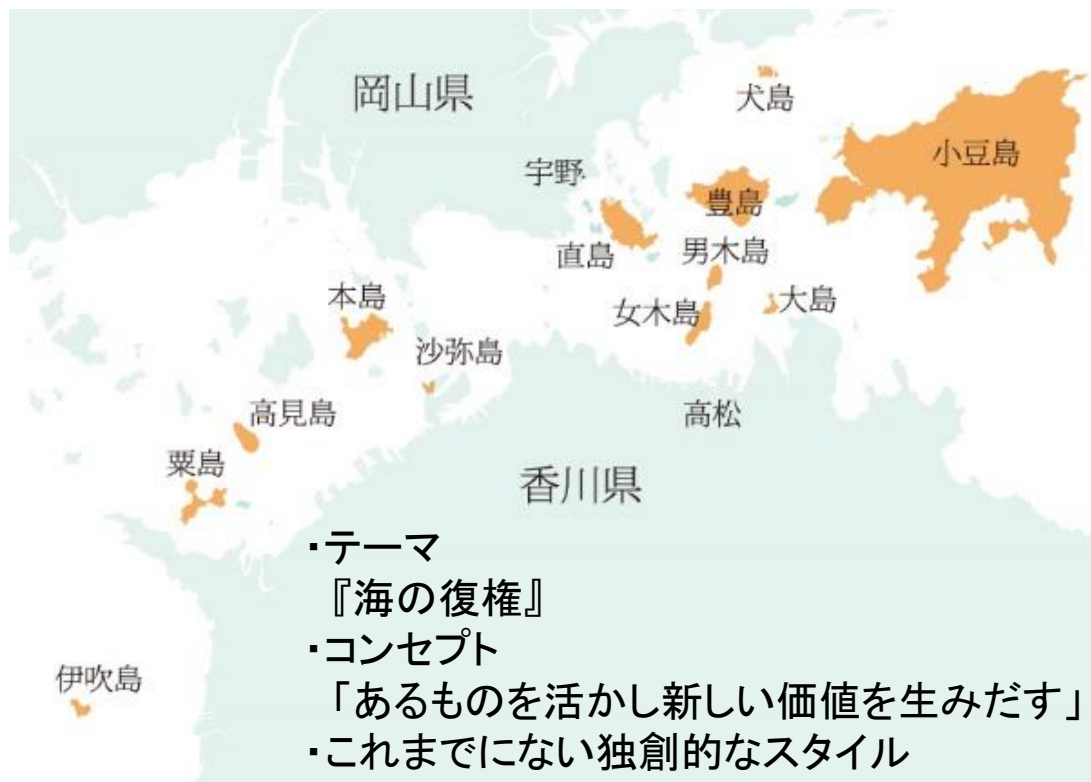 岡山県
犬島
小豆島
宇野
豊島
直島
男木島
本島
女木島
大島
沙弥島
高見島
高松
粟島
香川県
・テーマ
『海の復権』
・コンセプト
伊吹島
「あるものを活かし新しい価値を生みだす」
・これまでにない独創的なスタイル